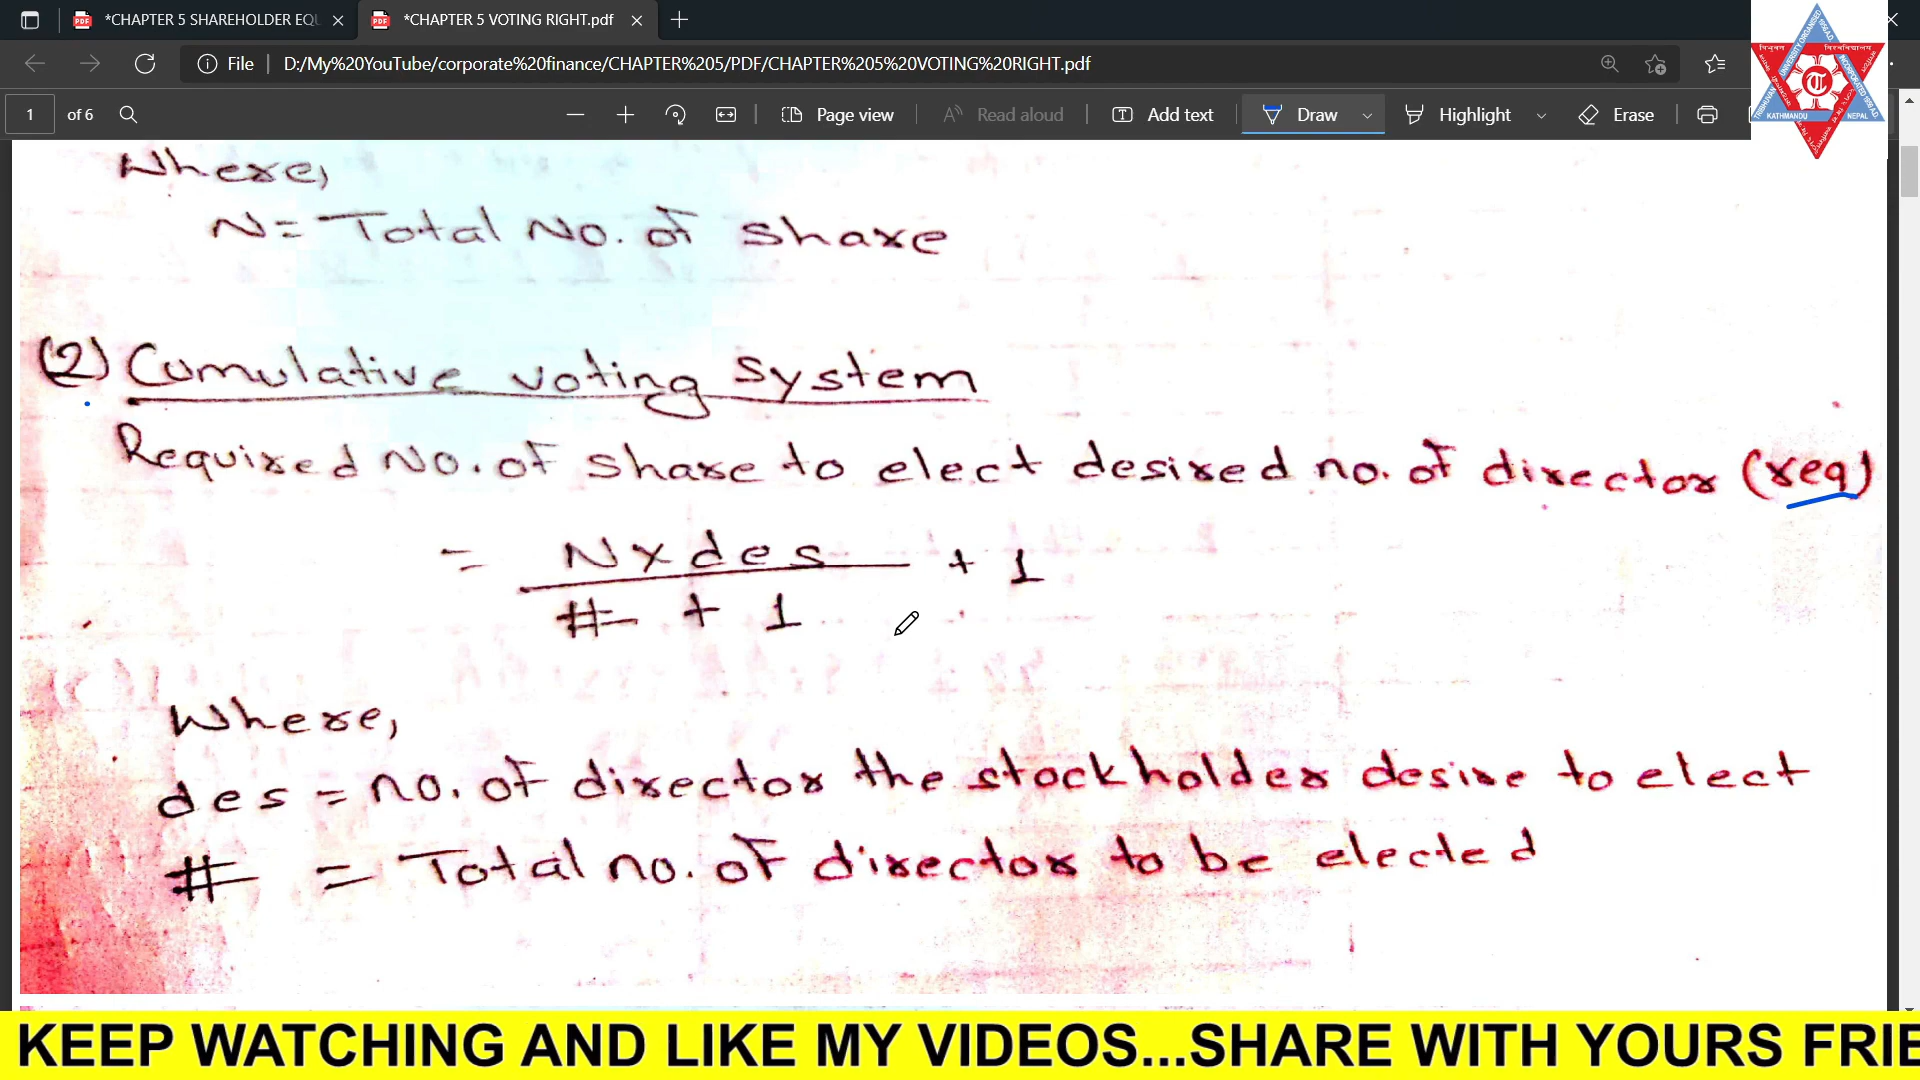 *CHAPTER 5 SHAREHOLDER EQU
*CHAPTER 5 VOTING RIGHT.pdf
File D:/My%20YouTube/corporate%20finance/CHAPTER%205/PDF/CHAPTER%205%20VOTING%20RIGHT.pdf
1 of 6 Page view Read aloud Add text Draw Highlight Erase
त्रिभुवन विश्वविद्यालय
KATHMANDU NEPAL
Where,
N = Total No. of share
(2) Cumulative voting system
Required No. of share to elect desired no. of director (req)
= N x des + 1
# + 1
Where,
des = no. of director the stockholder desire to elect
# = Total no. of director to be elected
KEEP WATCHING AND LIKE MY VIDEOS...SHARE WITH YOURS FRIE